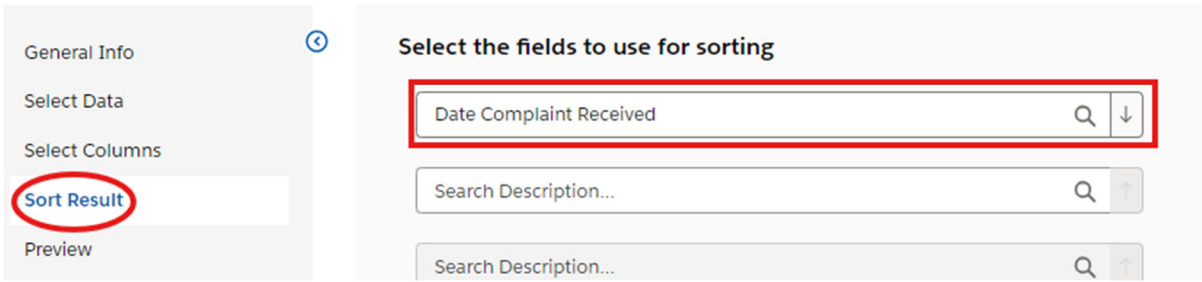 General Info
Select Data
Select Columns
Sort Result
Preview
Select the fields to use for sorting
Date Complaint Received
Search Description...
Search Description...